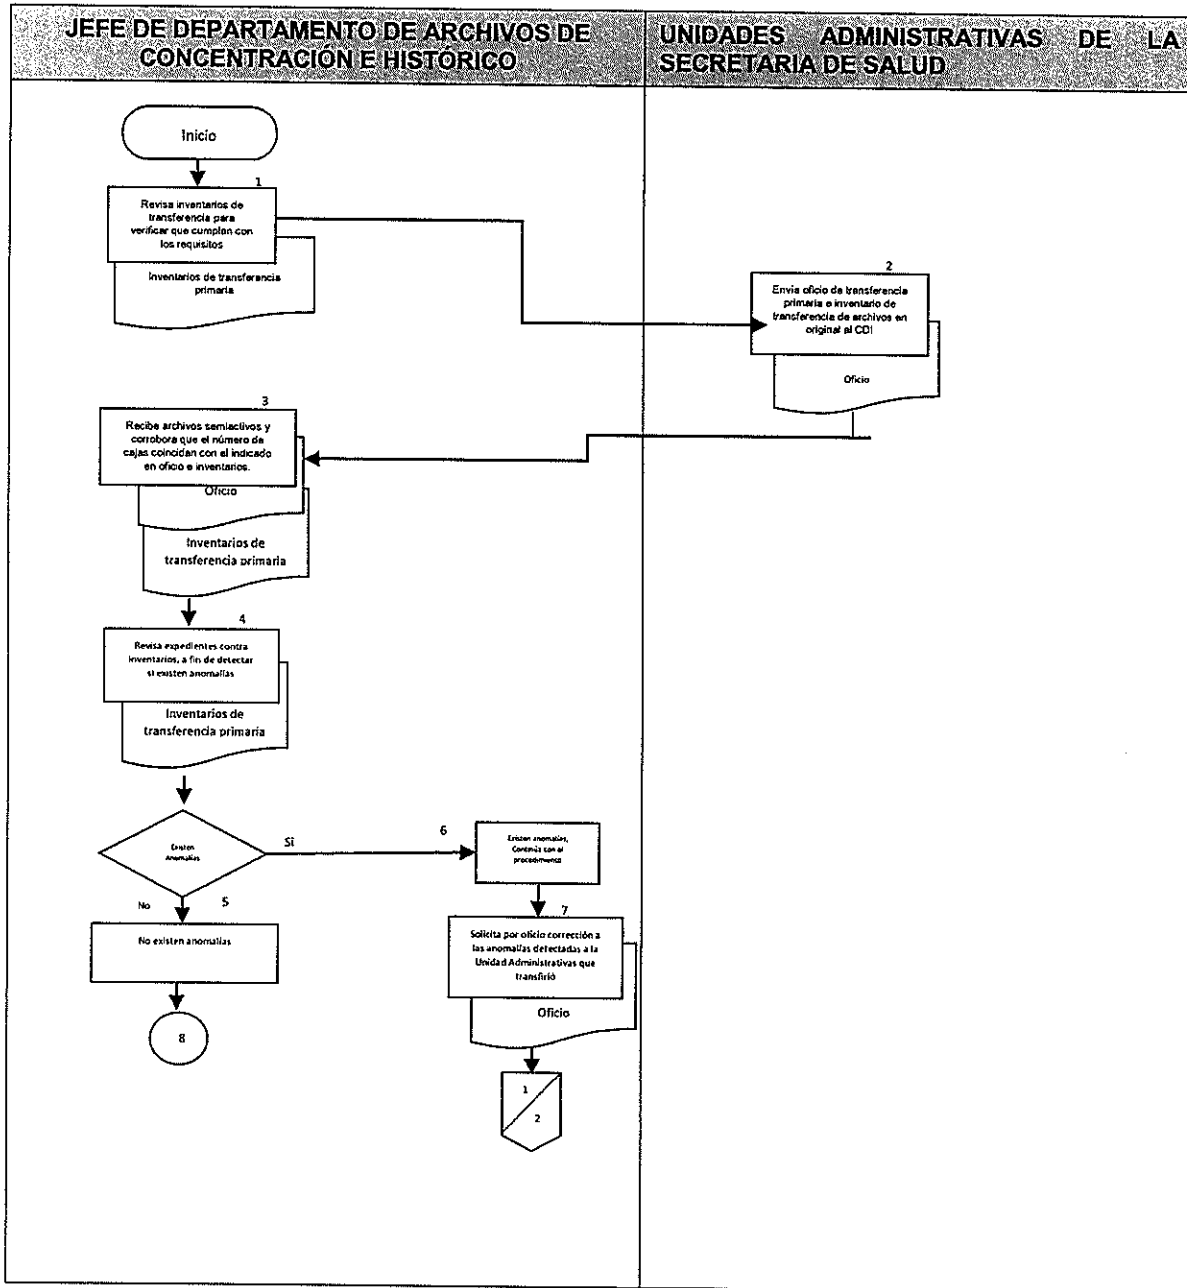 JEFE DE DEPARTAMENTO DE ARCHIVOS DE
CONCENTRACIÓN E HISTÓRICO
UNIDADES ADMINISTRATIVAS DE LA
SECRETARIA DE SALUD
Inicio
1
Revisa inventarios de
transferencia para
verificar que cumplan con
los requisitos
Inventarios de transferencia
primaria
2
Envia oficio de transferencia
primaria e inventario de
transferencia de archivos en
original al CDI
Oficio
3
Recibe archivos semiactivos y
corrobora que el número de
cajas coincidan con el indicado
en oficio e inventarios.
Oficio
Inventarios de
transferencia primaria
4
Revisa expedientes contra
inventarios, a fin de detectar
si existen anomalías
Inventarios de
transferencia primaria
Existen
Anomalías
Si
6
Existen anomalías,
Continúa con el
procedimiento
No
5
No existen anomalías
7
Solicita por oficio corrección a
las anomalías detectadas a la
Unidad Administrativas que
transfirió
Oficio
8
1
2